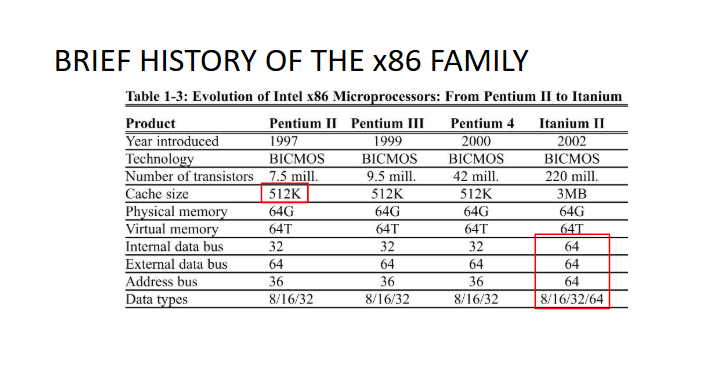 BRIEF HISTORY OF THE x86 FAMILY
Table 1-3: Evolution of Intel x86 Microprocessors: From Pentium II to Itanium
Product Pentium II Pentium III Pentium 4 Itanium II
Year introduced 1997 1999 2000 2002
Technology BICMOS BICMOS BICMOS BICMOS
Number of transistors 7.5 mill. 9.5 mill. 42 mill. 220 mill.
Cache size 512K 512K 512K 3MB
Physical memory 64G 64G 64G 64G
Virtual memory 64T 64T 64T 64T
Internal data bus 32 32 32 64
External data bus 64 64 64 64
Address bus 36 36 36 64
Data types 8/16/32 8/16/32 8/16/32 8/16/32/64